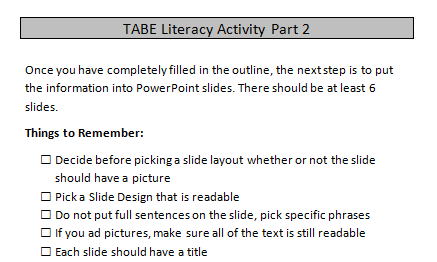 TABE Literacy Activity Part 2
Once you have completely filled in the outline, the next step is to put
the information into PowerPoint slides. There should be at least 6
slides.
Things to Remember:
☐ Decide before picking a slide layout whether or not the slide
should have a picture
☐ Pick a Slide Design that is readable
☐ Do not put full sentences on the slide, pick specific phrases
☐ If you ad pictures, make sure all of the text is still readable
☐ Each slide should have a title